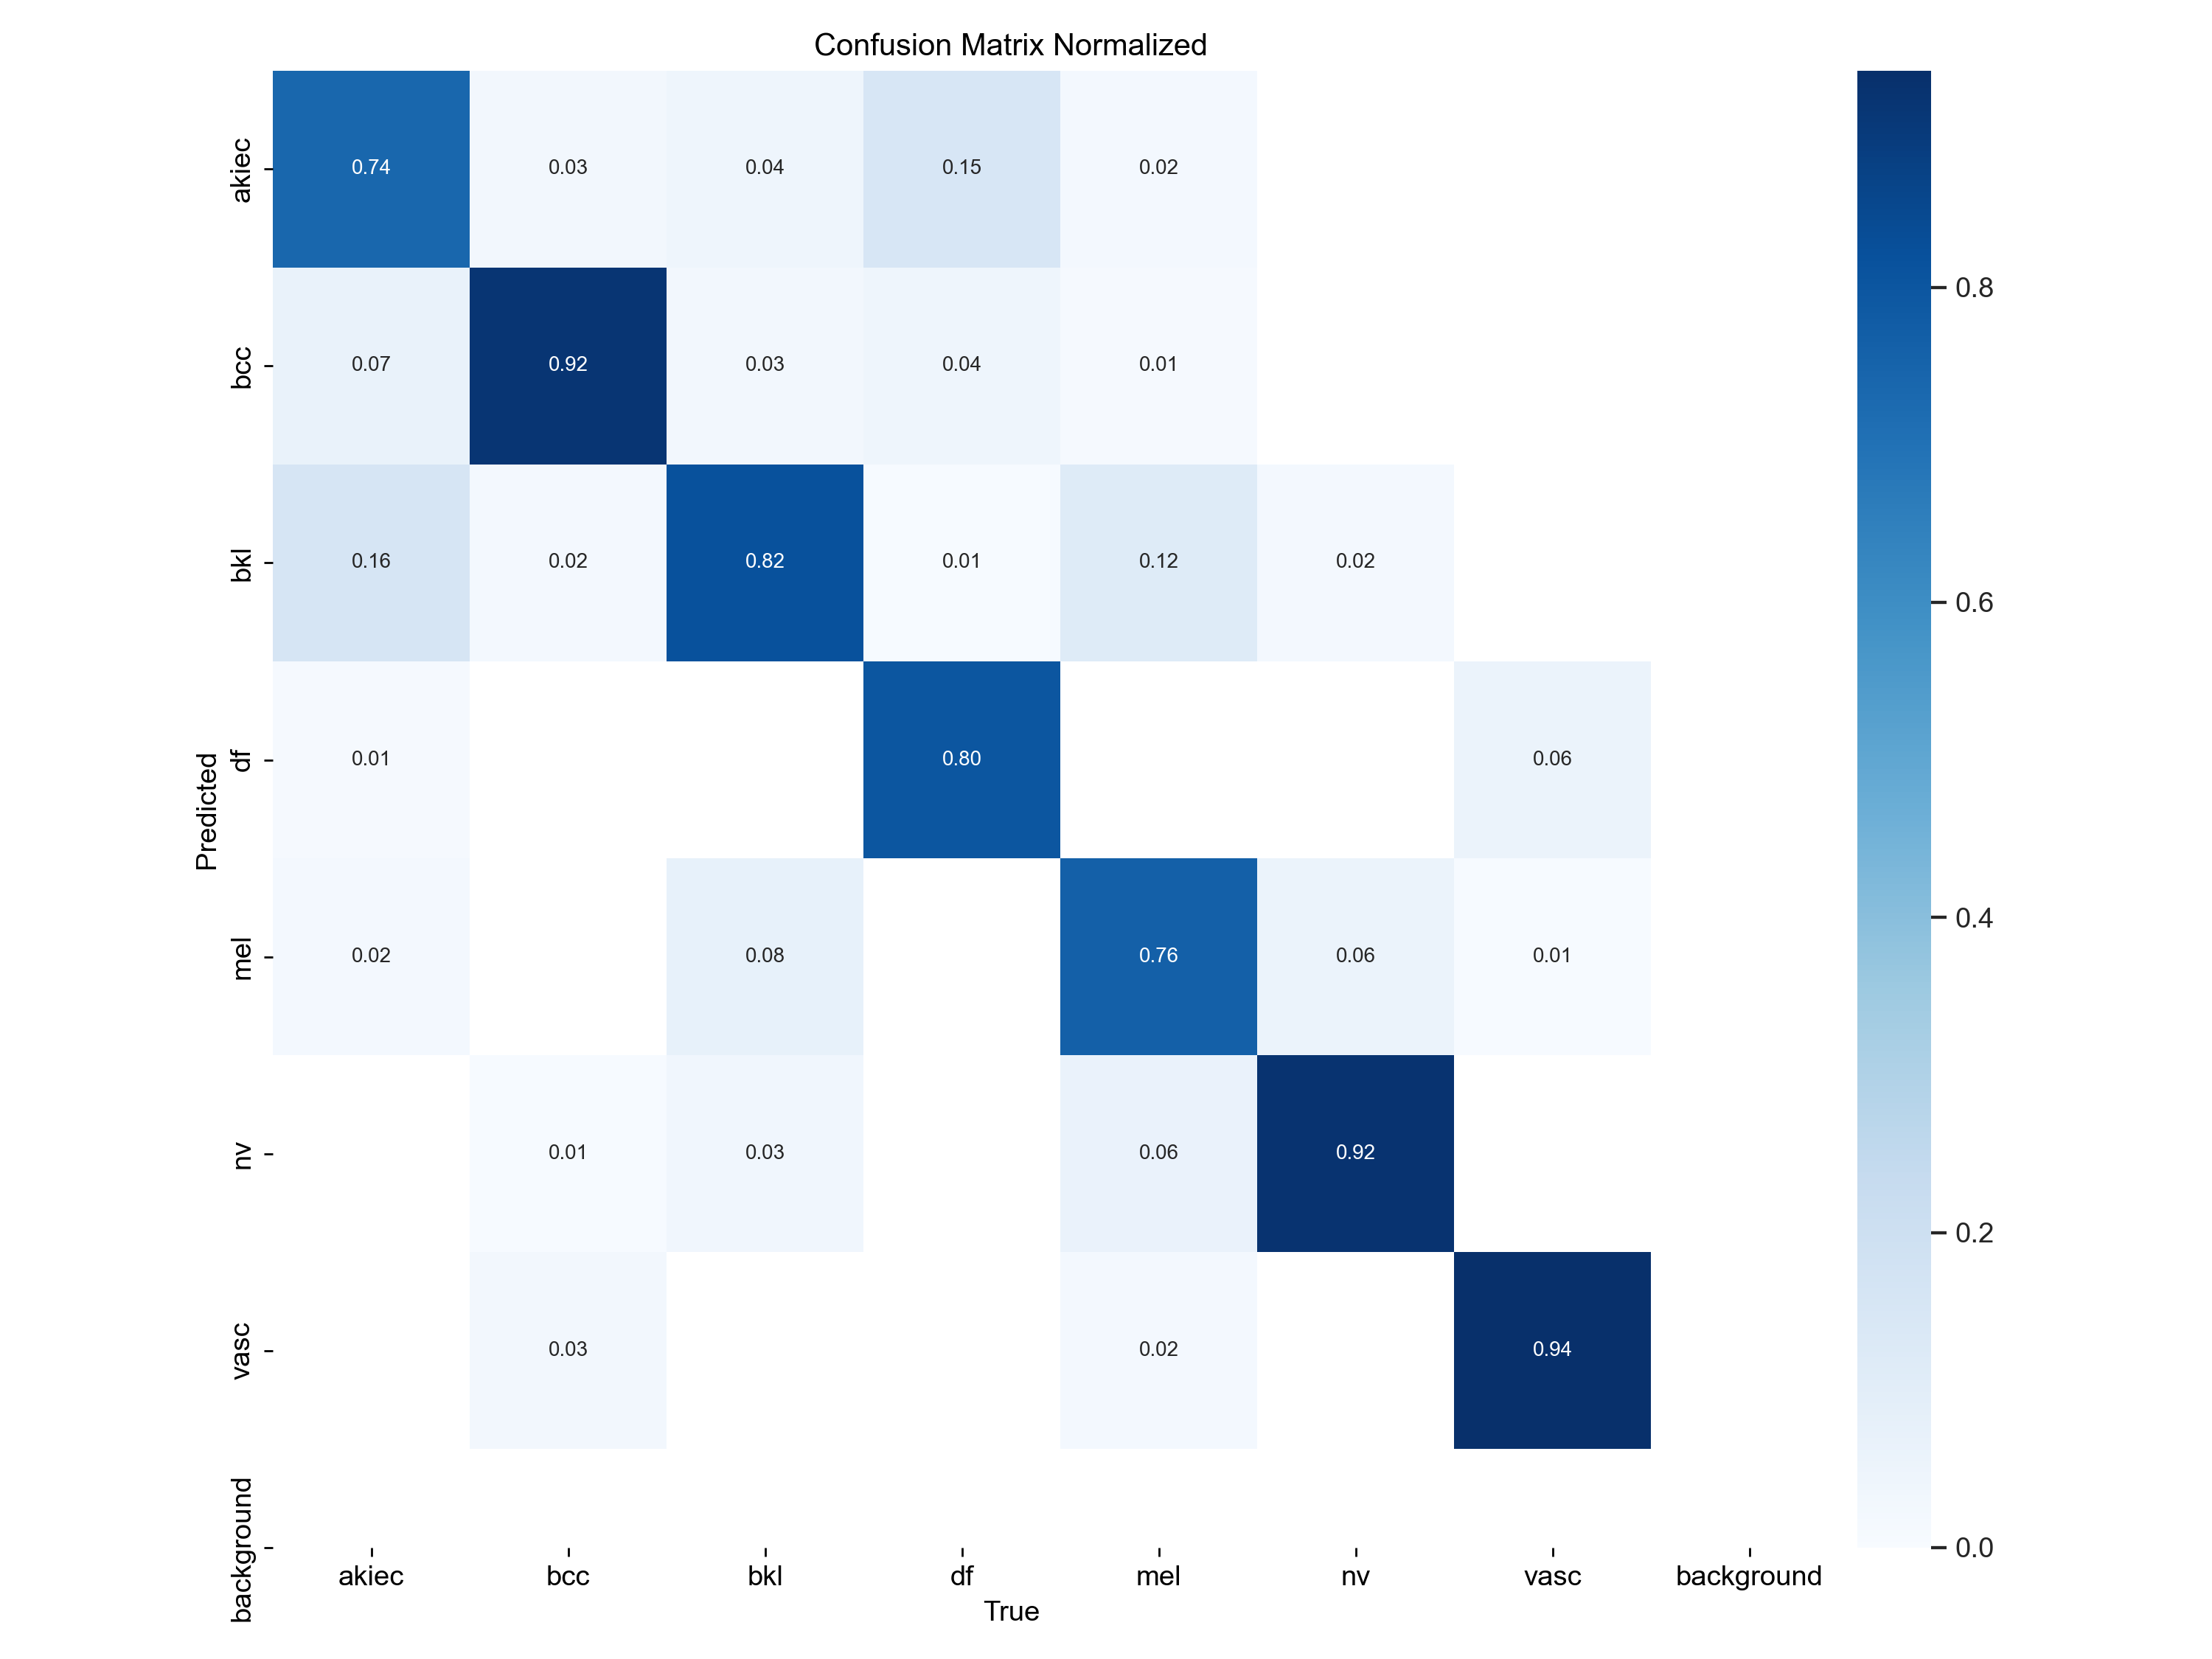 Confusion Matrix Normalized
akiec 0.74 0.03 0.04 0.15 0.02
bcc 0.07 0.92 0.03 0.04 0.01
0.8
bkl 0.16 0.02 0.82 0.01 0.12 0.02
0.6
df 0.01 0.80 0.06
Predicted
0.4
mel 0.02 0.08 0.76 0.06 0.01
nv 0.01 0.03 0.06 0.92
0.2
vasc 0.03 0.02 0.94
background
0.0
akiec bcc bkl df mel nv vasc background
True